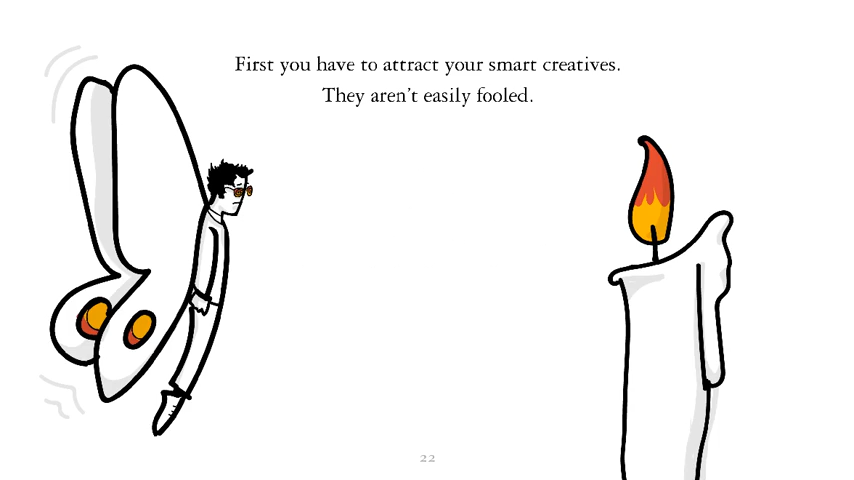 First you have to attract your smart creatives.
They aren't easily fooled.
22